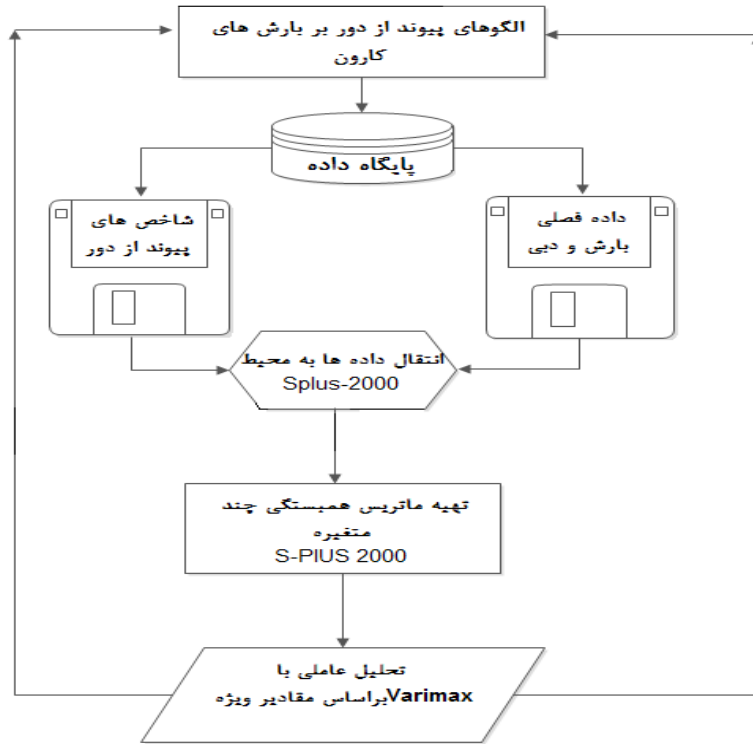 الگوهای پیوند از دور بر بارش های
کارون
پایگاه داده
داده فصلی
بارش و دبی
شاخص های
پیوند از دور
انتقال داده ها به محیط
Splus-2000
تهیه ماتریس همبستگی چند
متغیره
S-PlUS 2000
تحلیل عاملی با
Varimaxبراساس مقادیر ویژه